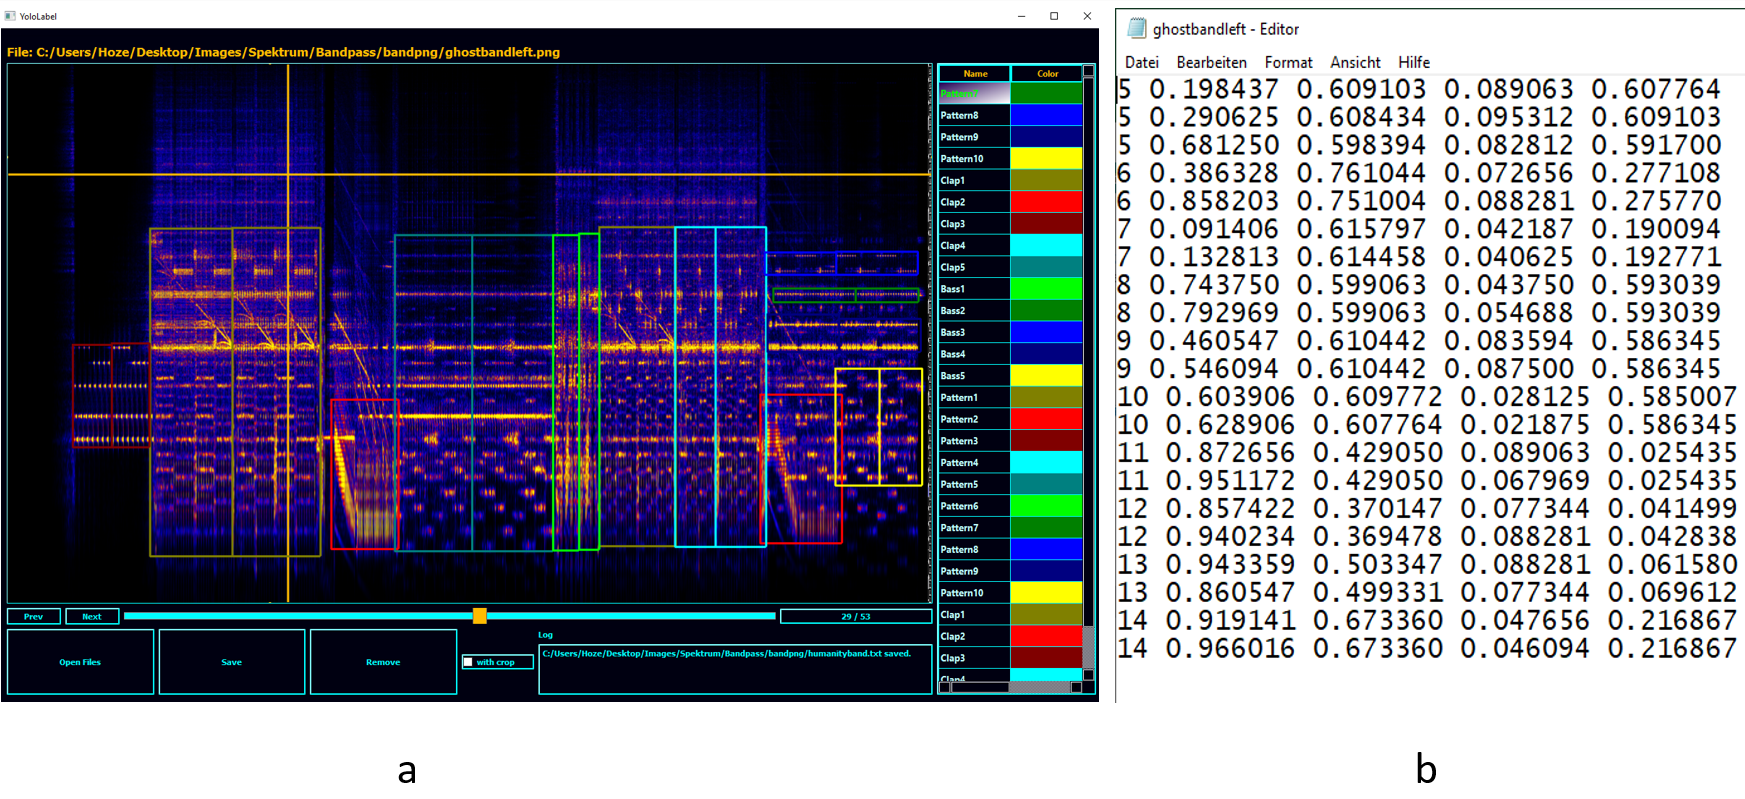 YoloLabel
File: C:/Users/Hoze/Desktop/Images/Spektrum/Bandpass/bandpng/ghostbandleft.png
Name Color
Pattern7
Pattern8
Pattern9
Pattern10
Clap1
Clap2
Clap3
Clap4
Clap5
Bass1
Bass2
Bass3
Bass4
Bass5
Pattern1
Pattern2
Pattern3
Pattern4
Pattern5
Pattern6
Pattern7
Pattern8
Pattern9
Pattern10
Clap1
Clap2
Clap3
Clap4
Prev Next 29 / 53
Open Files Save Remove with crop
Log
C:/Users/Hoze/Desktop/Images/Spektrum/Bandpass/bandpng/humanityband.txt saved.
a
ghostbandleft - Editor
Datei Bearbeiten Format Ansicht Hilfe
5 0.198437 0.609103 0.089063 0.607764
5 0.290625 0.608434 0.095312 0.609103
5 0.681250 0.598394 0.082812 0.591700
6 0.386328 0.761044 0.072656 0.277108
6 0.858203 0.751004 0.088281 0.275770
7 0.091406 0.615797 0.042187 0.190094
7 0.132813 0.614458 0.040625 0.192771
8 0.743750 0.599063 0.043750 0.593039
8 0.792969 0.599063 0.054688 0.593039
9 0.460547 0.610442 0.083594 0.586345
9 0.546094 0.610442 0.087500 0.586345
10 0.603906 0.609772 0.028125 0.585007
10 0.628906 0.607764 0.021875 0.586345
11 0.872656 0.429050 0.089063 0.025435
11 0.951172 0.429050 0.067969 0.025435
12 0.857422 0.370147 0.077344 0.041499
12 0.940234 0.369478 0.088281 0.042838
13 0.943359 0.503347 0.088281 0.061580
13 0.860547 0.499331 0.077344 0.069612
14 0.919141 0.673360 0.047656 0.216867
14 0.966016 0.673360 0.046094 0.216867
b